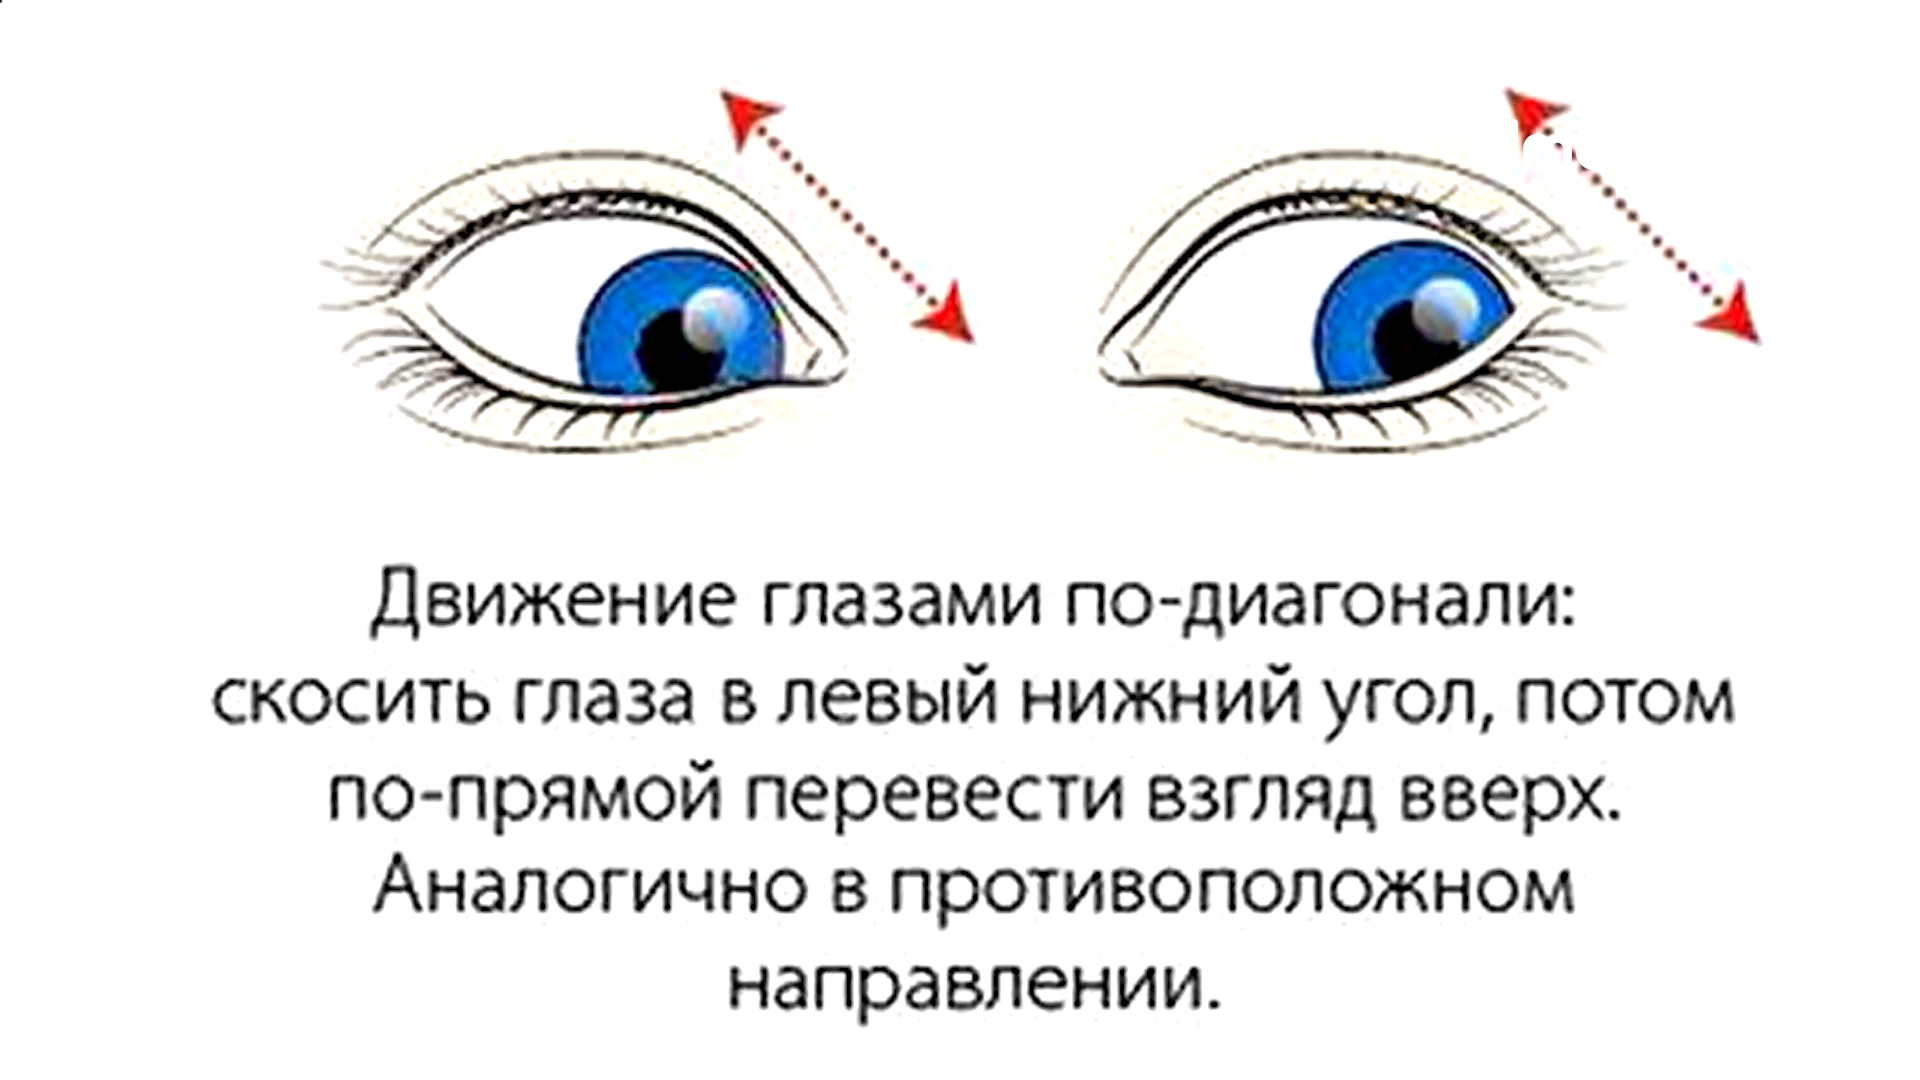 Движение глазами по-диагонали:
скосить глаза в левый нижний угол, потом
по-прямой перевести взгляд вверх.
Аналогично в противоположном
направлении.